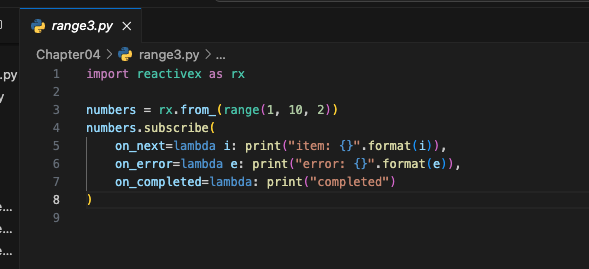 range3.py ×
Chapter04 > range3.py > ...
.py
y
1 import reactivex as rx
2
3 numbers = rx.from_(range(1, 10, 2))
4 numbers.subscribe(
5     on_next=lambda i: print("item: {}".format(i)),
6     on_error=lambda e: print("error: {}".format(e)),
7     on_completed=lambda: print("completed")
8 )
9
e...
e...
e...